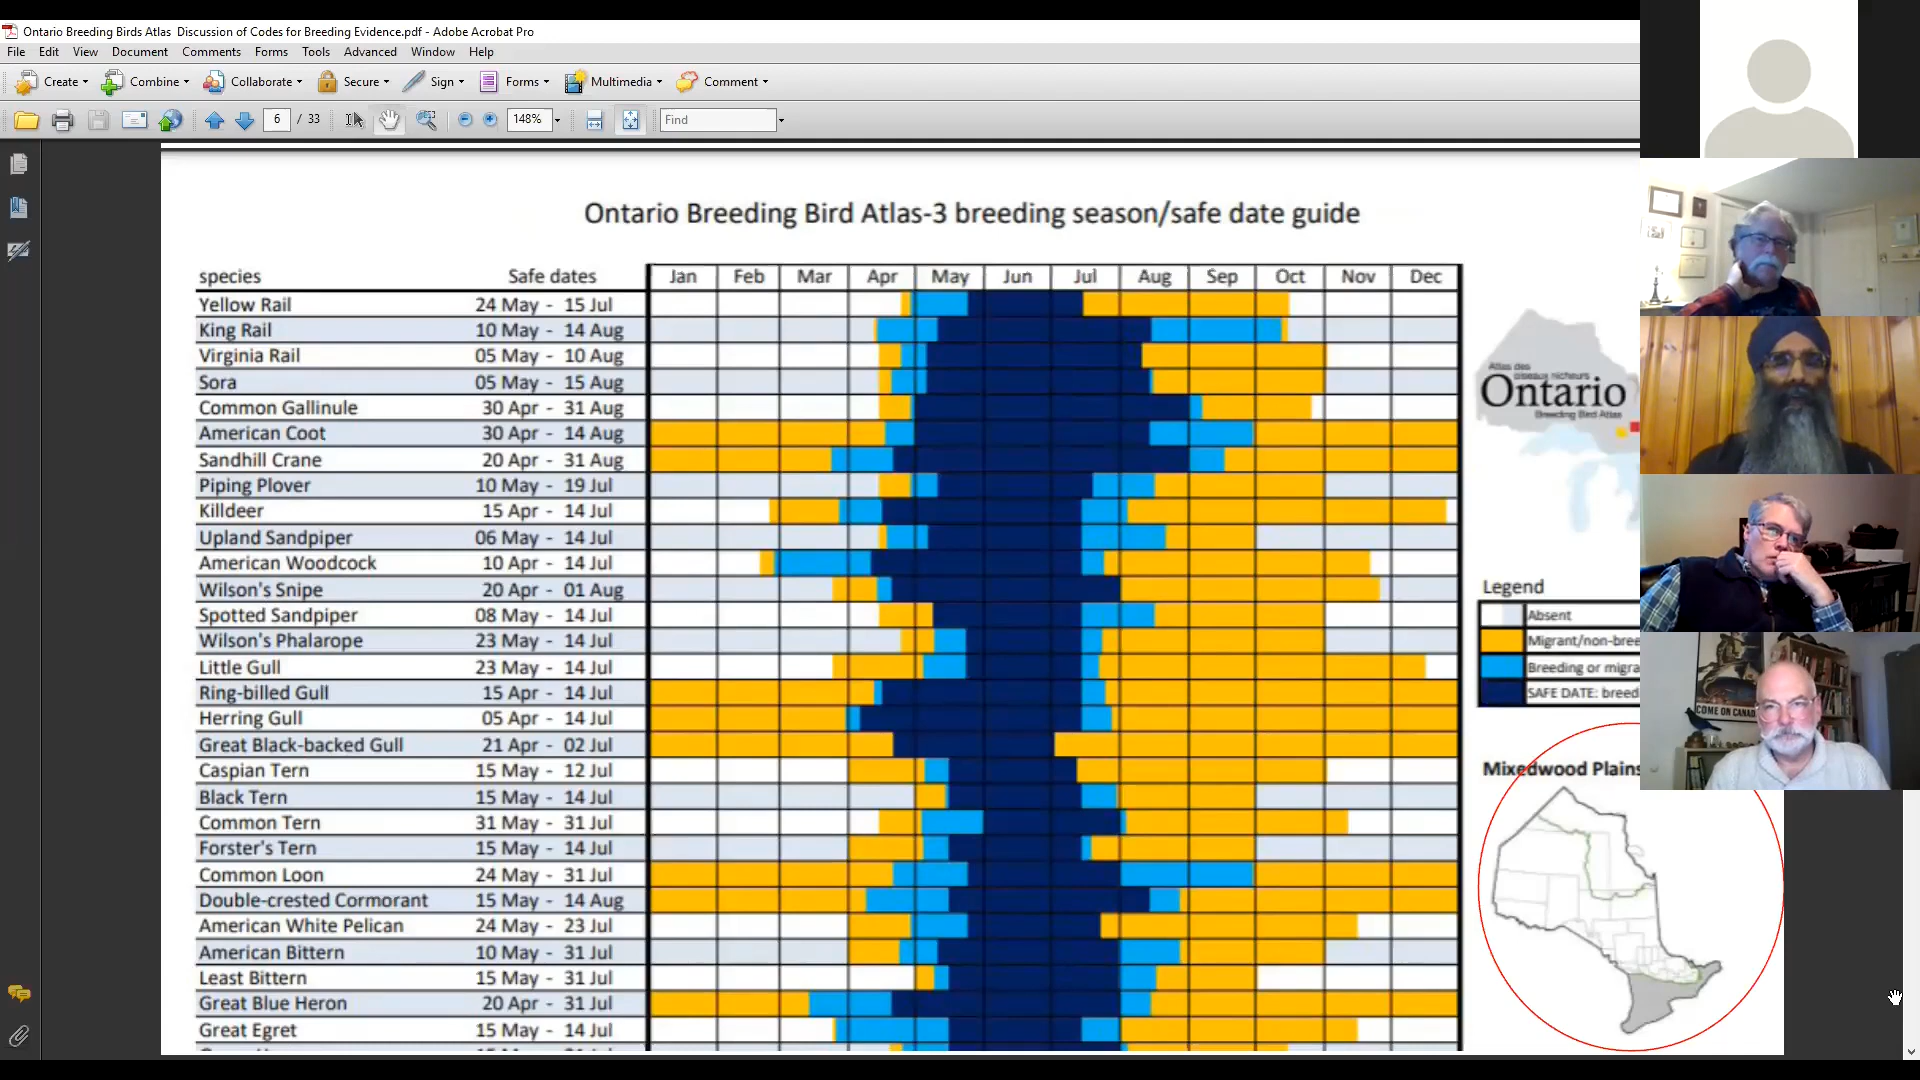 Ontario Breeding Birds Atlas  Discussion of Codes for Breeding Evidence.pdf - Adobe Acrobat Pro
File Edit View Document Comments Forms Tools Advanced Window Help
Create Combine Collaborate Secure Sign Forms Multimedia Comment
6 / 33 148% Find
Ontario Breeding Bird Atlas-3 breeding season/safe date guide
species Safe dates Jan Feb Mar Apr May Jun Jul Aug Sep Oct Nov Dec
Yellow Rail 24 May - 15 Jul
King Rail 10 May - 14 Aug
Virginia Rail 05 May - 10 Aug
Sora 05 May - 15 Aug
Common Gallinule 30 Apr - 31 Aug
American Coot 30 Apr - 14 Aug
Sandhill Crane 20 Apr - 31 Aug
Piping Plover 10 May - 19 Jul
Killdeer 15 Apr - 14 Jul
Upland Sandpiper 06 May - 14 Jul
American Woodcock 10 Apr - 14 Jul
Wilson's Snipe 20 Apr - 01 Aug
Spotted Sandpiper 08 May - 14 Jul
Wilson's Phalarope 23 May - 14 Jul
Little Gull 23 May - 14 Jul
Ring-billed Gull 15 Apr - 14 Jul
Herring Gull 05 Apr - 14 Jul
Great Black-backed Gull 21 Apr - 02 Jul
Caspian Tern 15 May - 12 Jul
Black Tern 15 May - 14 Jul
Common Tern 31 May - 31 Jul
Forster's Tern 15 May - 14 Jul
Common Loon 24 May - 31 Jul
Double-crested Cormorant 15 May - 14 Aug
American White Pelican 24 May - 23 Jul
American Bittern 10 May - 31 Jul
Least Bittern 15 May - 31 Jul
Great Blue Heron 20 Apr - 31 Jul
Great Egret 15 May - 14 Jul
Atlas des
oiseaux nicheurs
Ontario
Breeding Bird Atlas
Legend
Absent
Migrant/non-bree
Breeding or migra
SAFE DATE: breed
Mixedwood Plains
COME ON CANAD